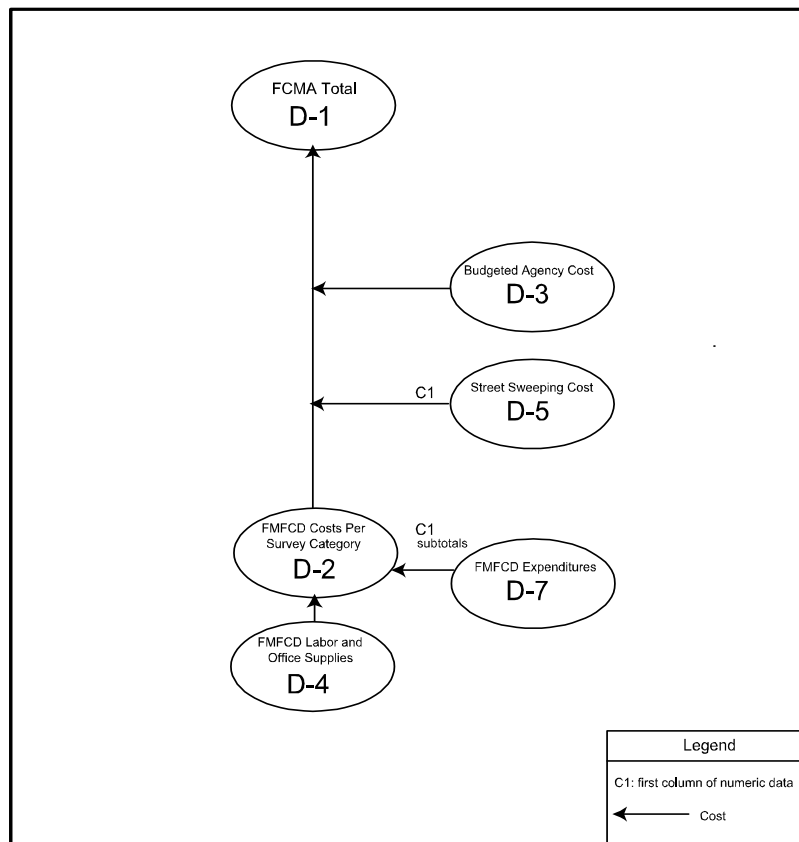 FCMA Total
D-1
Budgeted Agency Cost
D-3
C1
Street Sweeping Cost
D-5
FMFCD Costs Per
Survey Category
D-2
C1
subtotals
FMFCD Expenditures
D-7
FMFCD Labor and
Office Supplies
D-4
Legend
C1: first column of numeric data
Cost